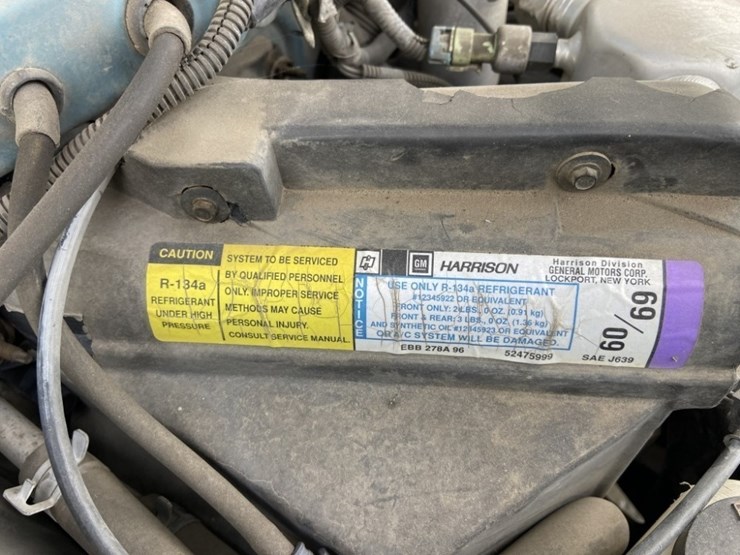 CAUTION
R-134a
REFRIGERANT
UNDER HIGH
PRESSURE
SYSTEM TO BE SERVICED
BY QUALIFIED PERSONNEL
ONLY. IMPROPER SERVICE
METHODS MAY CAUSE
PERSONAL INJURY.
CONSULT SERVICE MANUAL.
GM HARRISON
Harrison Division
GENERAL MOTORS CORP.
LOCKPORT, NEW YORK
NOTICE
USE ONLY R-134a REFRIGERANT
#12345922 OR EQUIVALENT
FRONT ONLY: 2 LBS., 0 OZ. (0.91 kg)
FRONT & REAR: 3 LBS., 0 OZ. (1.36 kg)
AND SYNTHETIC OIL #12345923 OR EQUIVALENT
OR A/C SYSTEM WILL BE DAMAGED.
EBB 278A 96
52475999
SAE J639
60/69